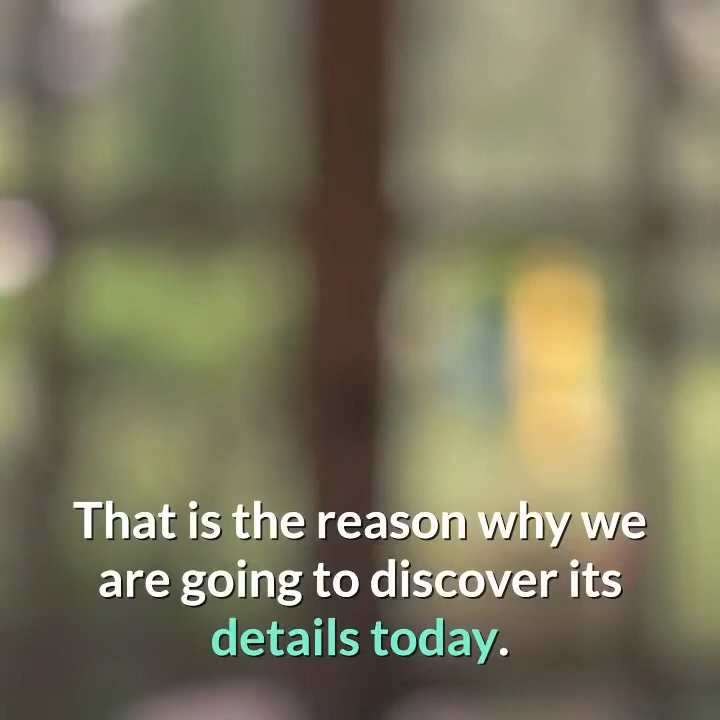 That is the reason why we
are going to discover its
details today.